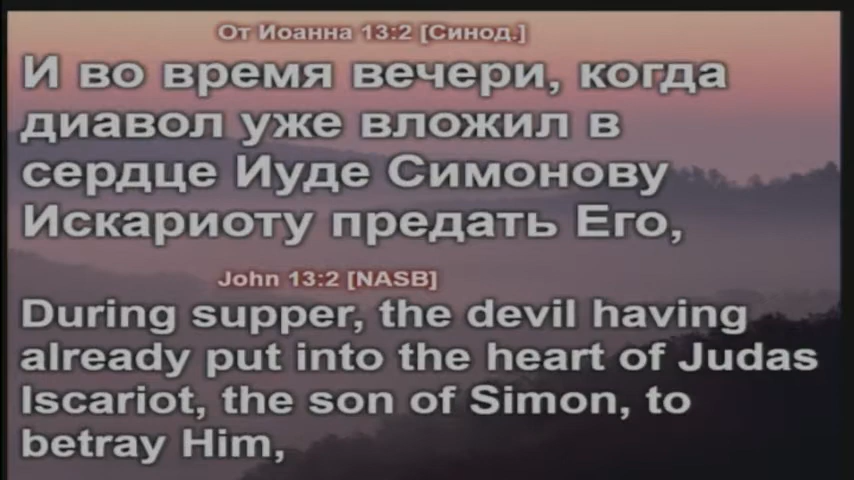 От Иоанна 13:2 [Синод.]
И во время вечери, когда
диавол уже вложил в
сердце Иуде Симонову
Искариоту предать Его,
John 13:2 [NASB]
During supper, the devil having
already put into the heart of Judas
Iscariot, the son of Simon, to
betray Him,